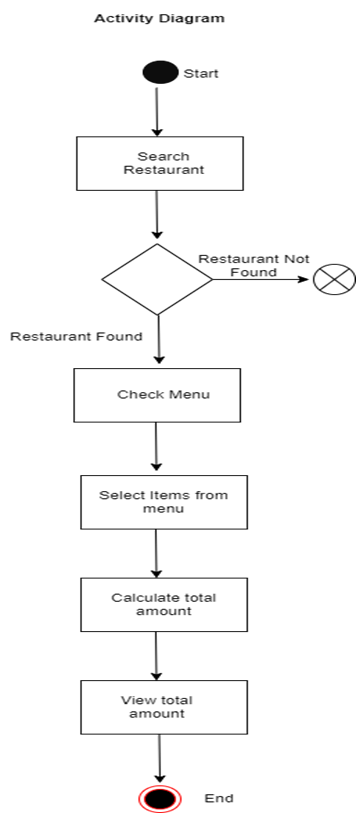 Activity Diagram
Start
Search
Restaurant
Restaurant Not
Found
Restaurant Found
Check Menu
Select Items from
menu
Calculate total
amount
View total
amount
End